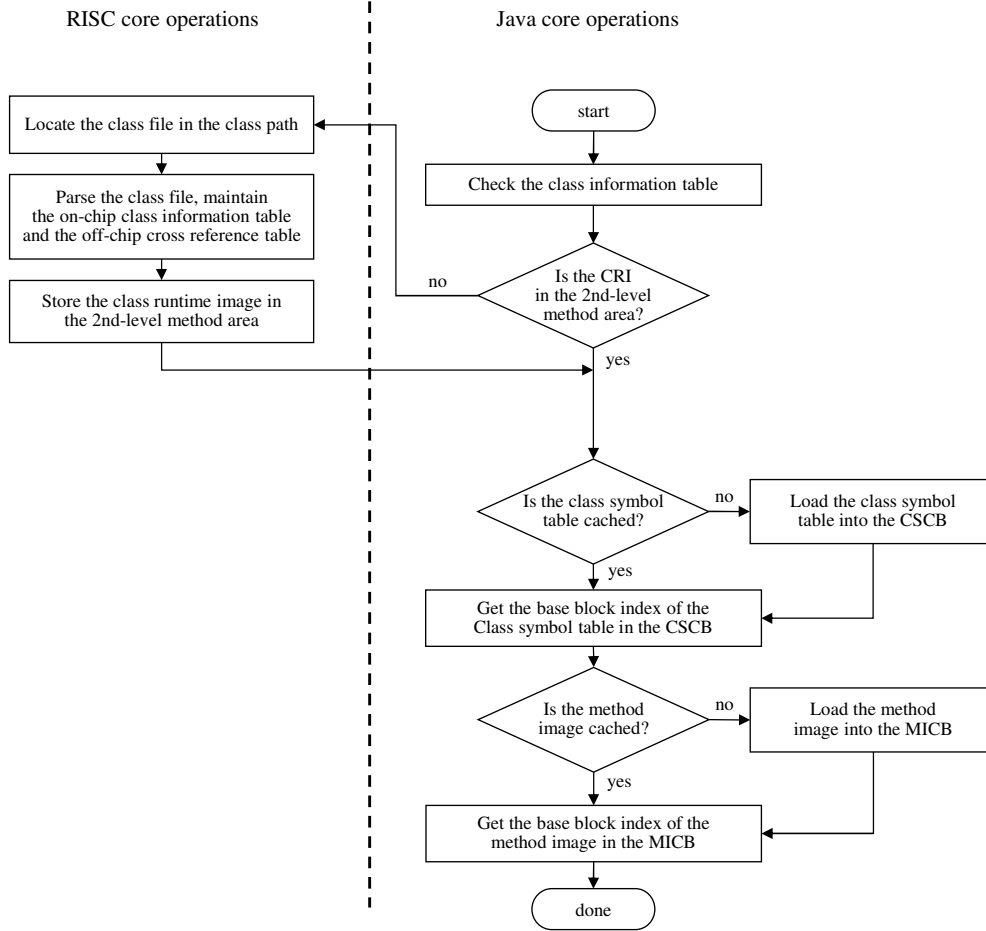 RISC core operations
Java core operations
start
Locate the class file in the class path
Check the class information table
Parse the class file, maintain
the on-chip class information table
and the off-chip cross reference table
Is the CRI
in the 2nd-level
method area?
no
Store the class runtime image in
the 2nd-level method area
yes
Is the class symbol
table cached?
no
Load the class symbol
table into the CSCB
yes
Get the base block index of the
Class symbol table in the CSCB
Is the method
image cached?
no
Load the method
image into the MICB
yes
Get the base block index of the
method image in the MICB
done